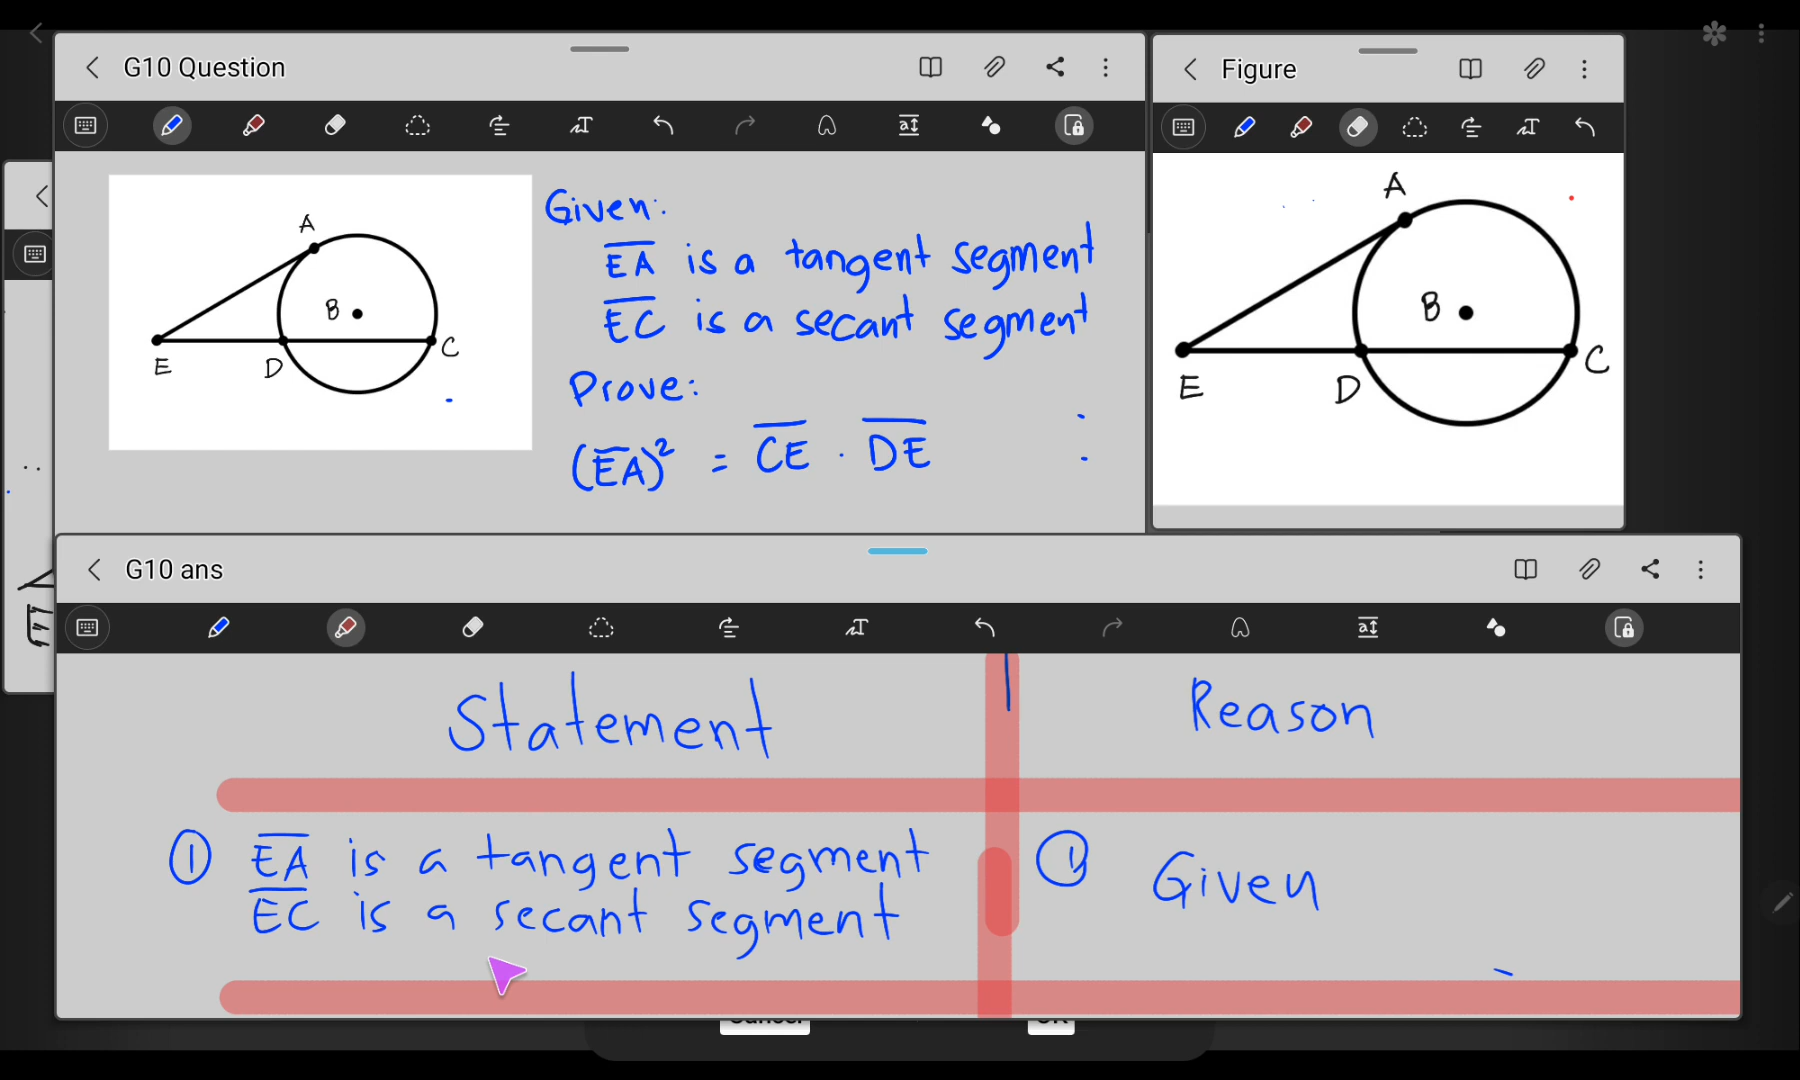 G10 Question
A
B
E
D
C
Given:
EA is a tangent segment
EC is a secant segment
Prove:
(EA)² = CE · DE
Figure
A
B
E
D
C
G10 ans
Statement
Reason
① EA is a tangent segment
EC is a secant segment
① Given